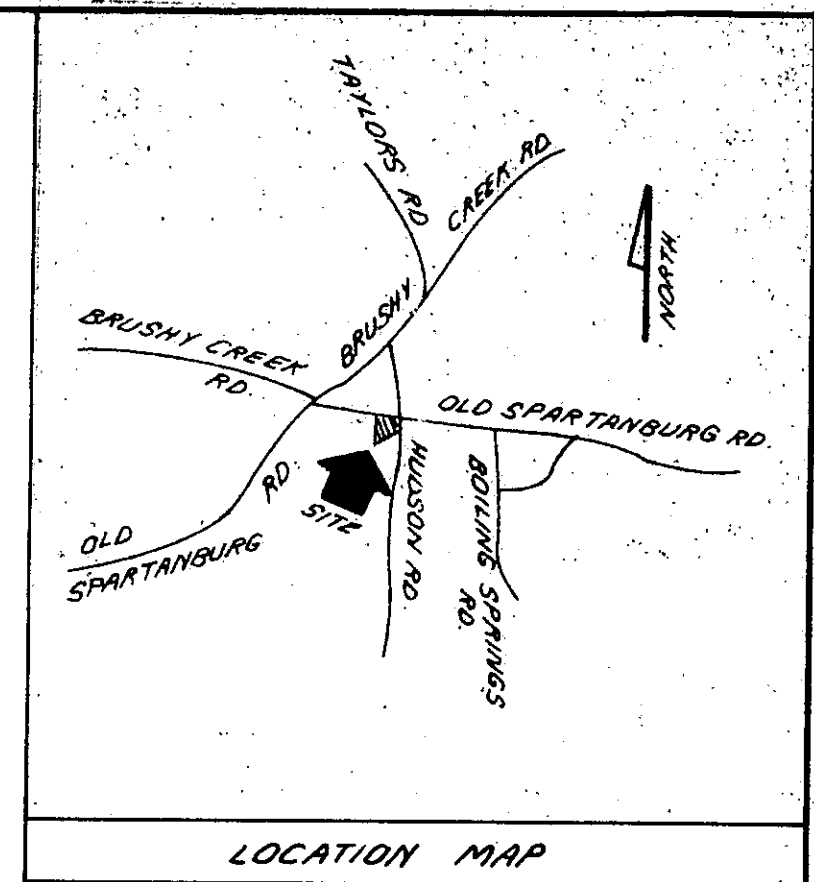 TAYLORS RD
CREEK RD.
BRUSHY
NORTH
BRUSHY CREEK
RD.
OLD SPARTANBURG RD.
RD.
SITE
HUDSON RD.
BOILING SPRINGS
RD.
OLD
SPARTANBURG
LOCATION MAP